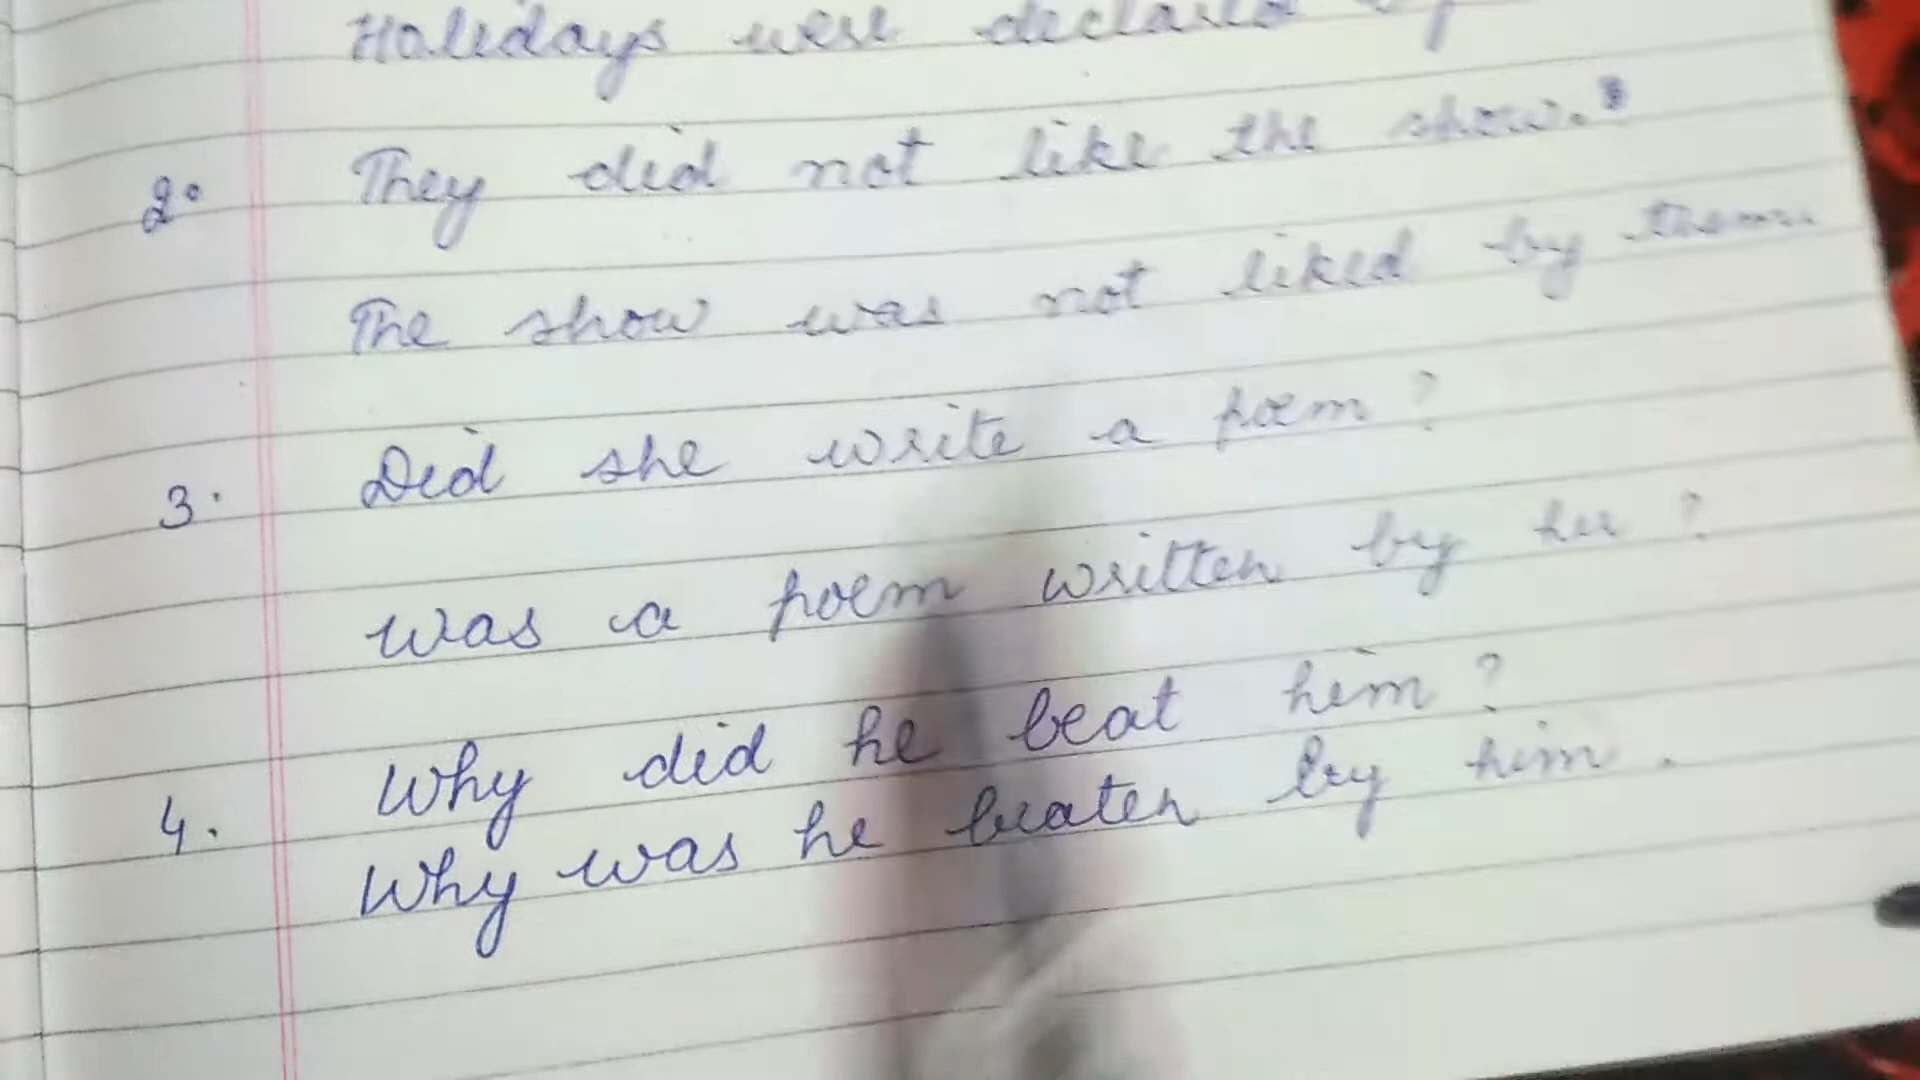 Holidays were declared by
2. They did not like the show.
The show was not liked by them.
3. Did she write a poem ?
Was a poem written by her ?
4. Why did he beat him ?
Why was he beaten by him .